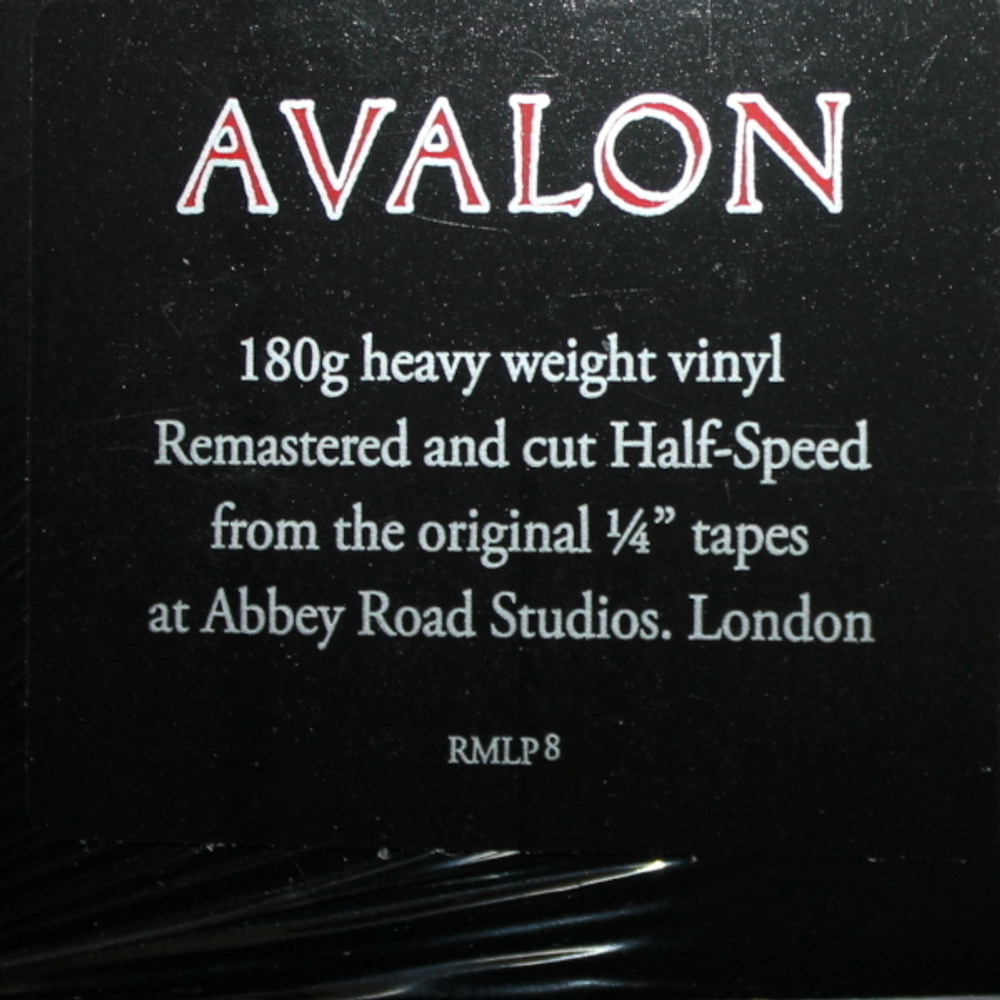 AVALON
180g heavy weight vinyl
Remastered and cut Half-Speed
from the original ¼” tapes
at Abbey Road Studios. London
RMLP 8